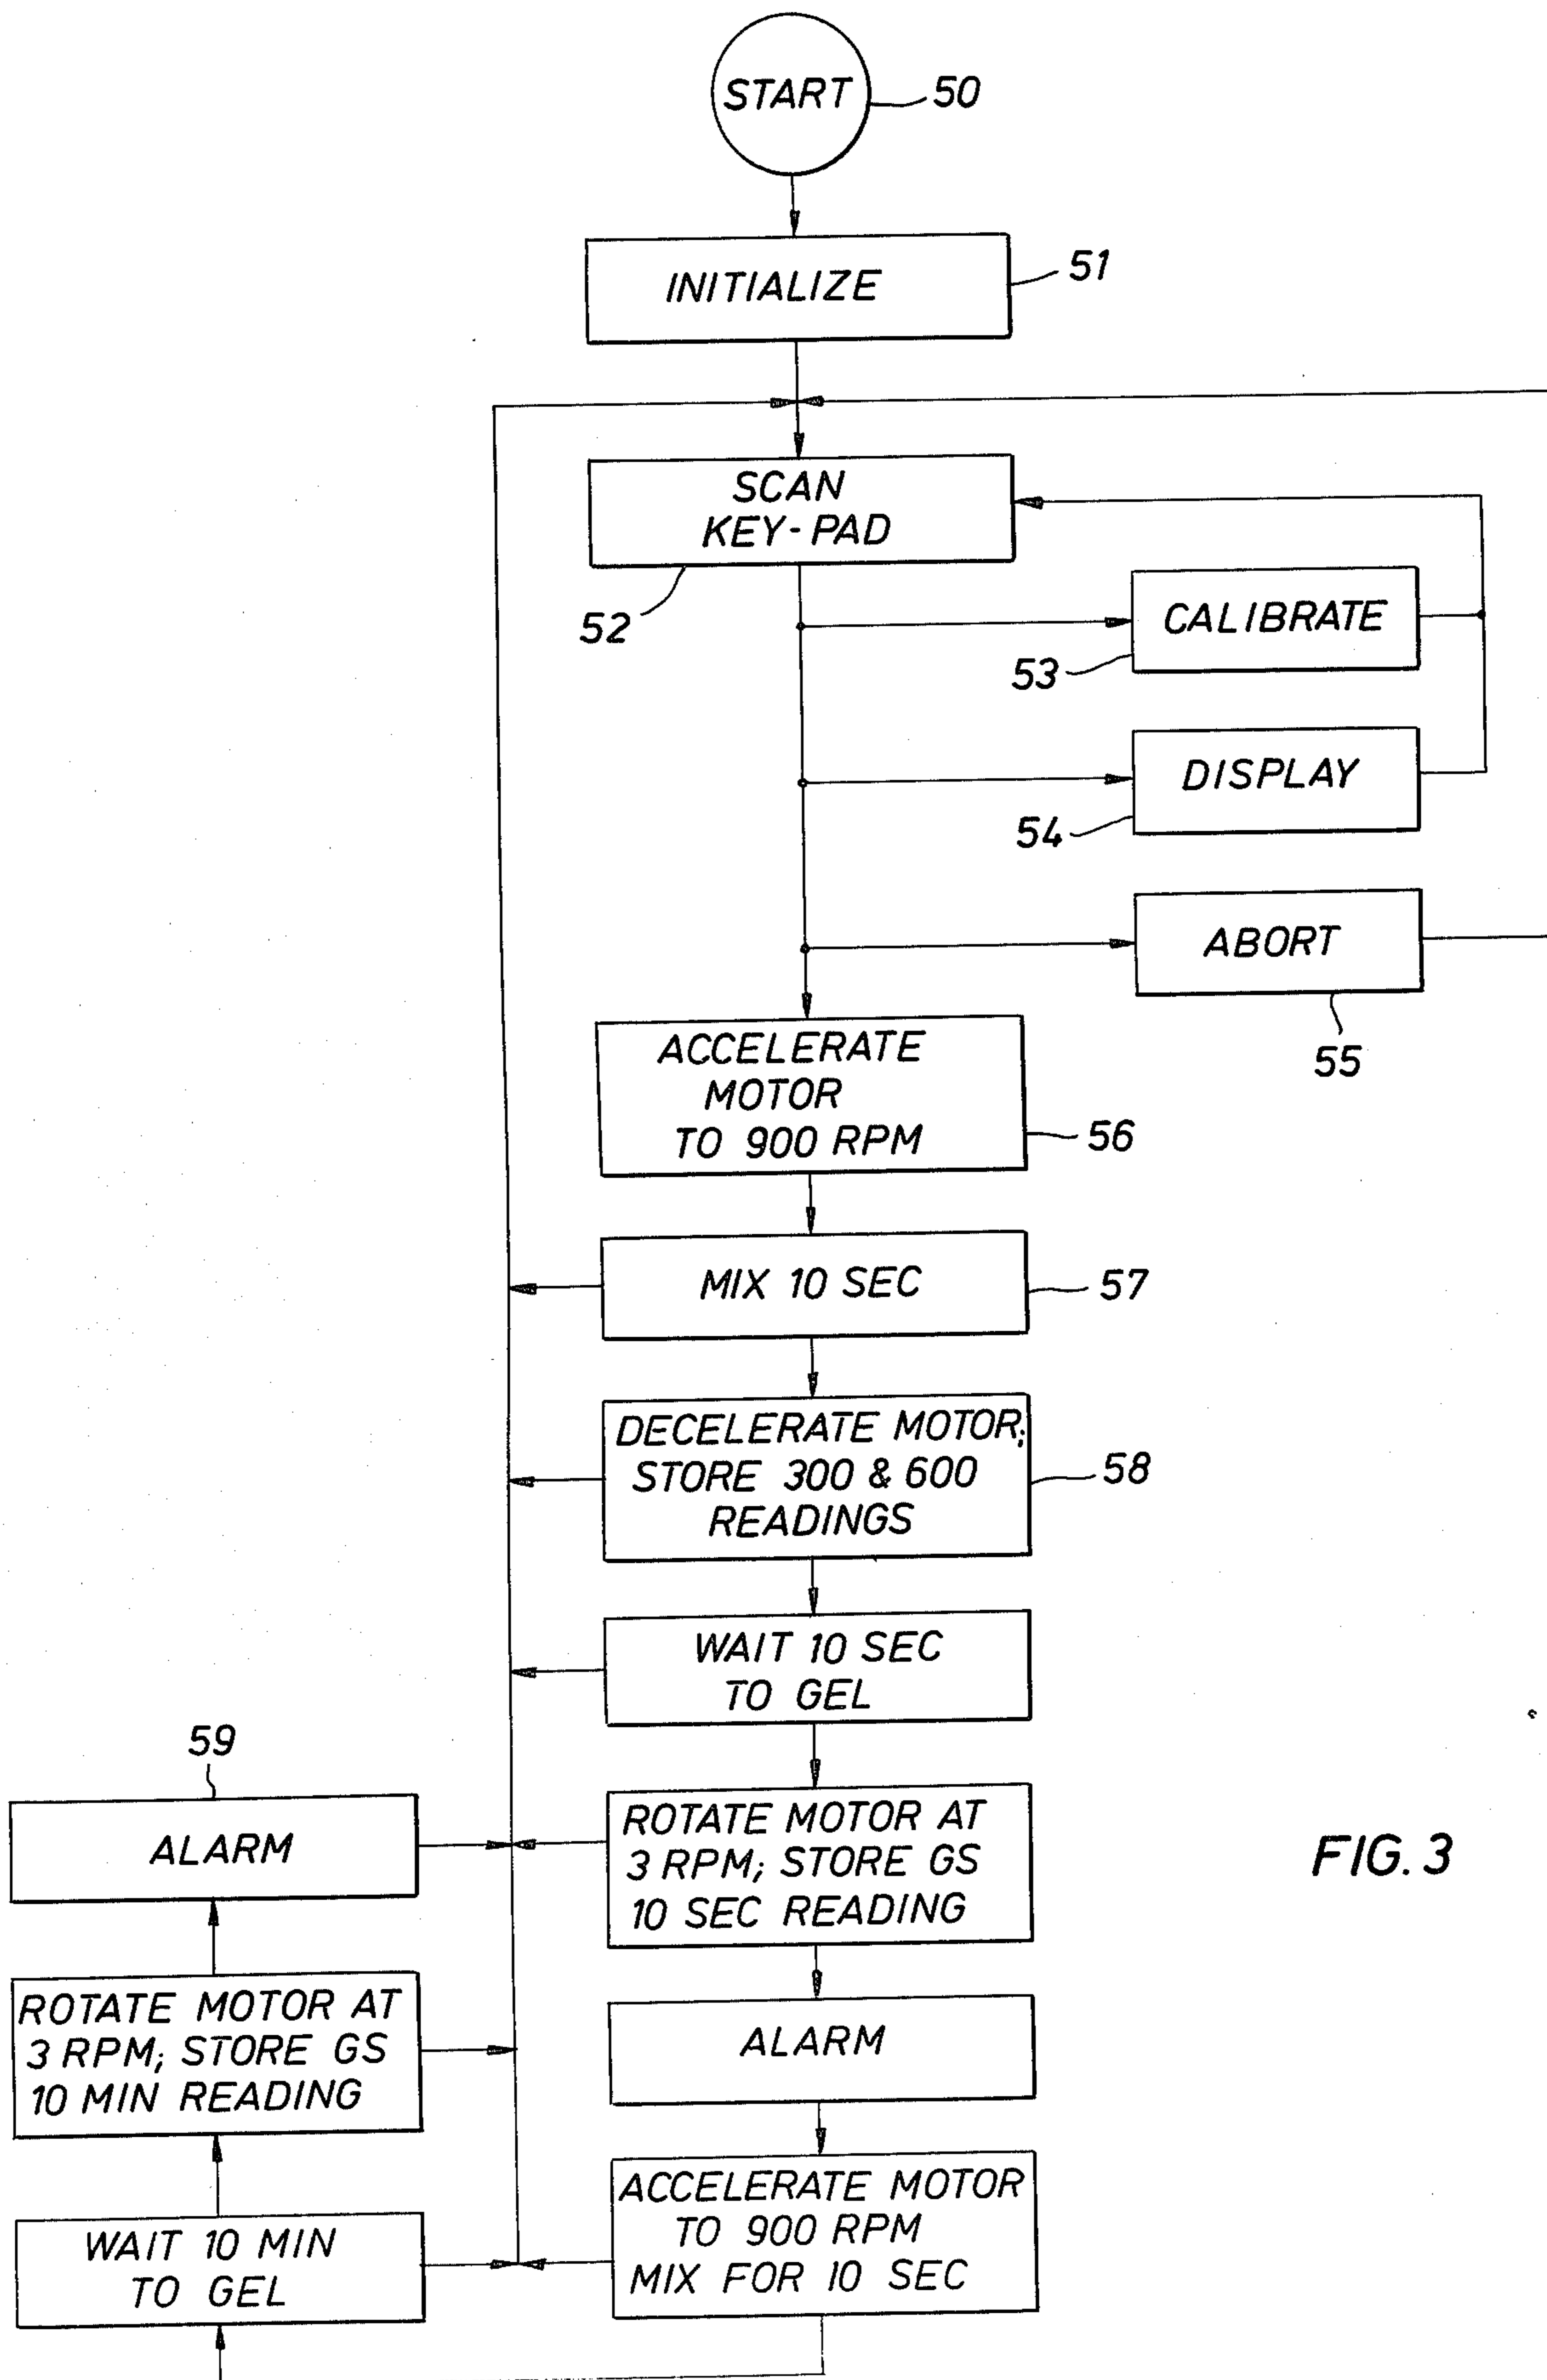 START
50
INITIALIZE
51
SCAN
KEY-PAD
52
CALIBRATE
53
DISPLAY
54
ABORT
55
ACCELERATE
MOTOR
TO 900 RPM
56
MIX 10 SEC
57
DECELERATE MOTOR;
STORE 300 & 600
READINGS
58
WAIT 10 SEC
TO GEL
ROTATE MOTOR AT
3 RPM; STORE GS
10 SEC READING
ALARM
ACCELERATE MOTOR
TO 900 RPM
MIX FOR 10 SEC
WAIT 10 MIN
TO GEL
ROTATE MOTOR AT
3 RPM; STORE GS
10 MIN READING
ALARM
59
FIG. 3